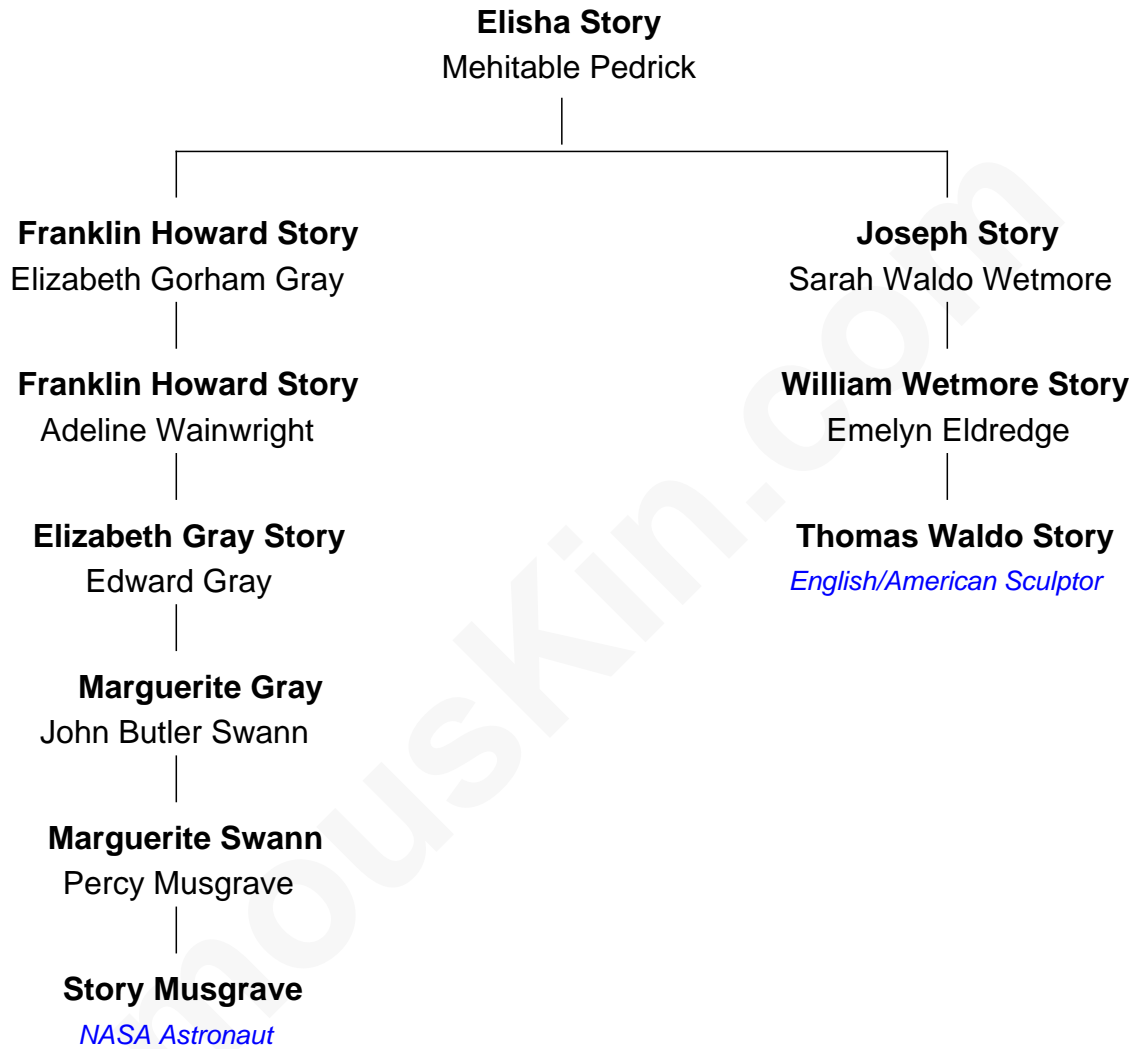 Elisha Story
Mehitable Pedrick
Franklin Howard Story
Elizabeth Gorham Gray
Joseph Story
Sarah Waldo Wetmore
Franklin Howard Story
Adeline Wainwright
William Wetmore Story
Emelyn Eldredge
Elizabeth Gray Story
Edward Gray
Thomas Waldo Story
English/American Sculptor
Marguerite Gray
John Butler Swann
Marguerite Swann
Percy Musgrave
Story Musgrave
NASA Astronaut
mouskin.com